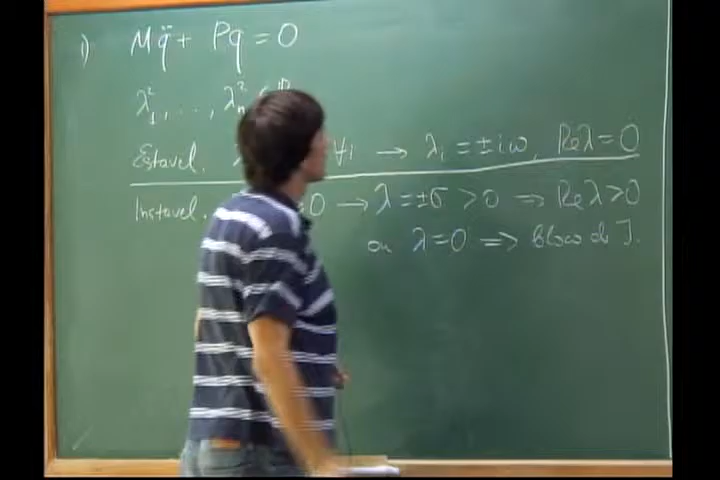 1) Mq̈ + Pq = 0
λ₁², ..., λₙ²
Estavel. ∀i → λᵢ = ±iω, Reλ = 0
Instavel. 0 → λ = ±σ > 0 ⇒ Reλ > 0
ou λ = 0 ⇒ bloco de J.